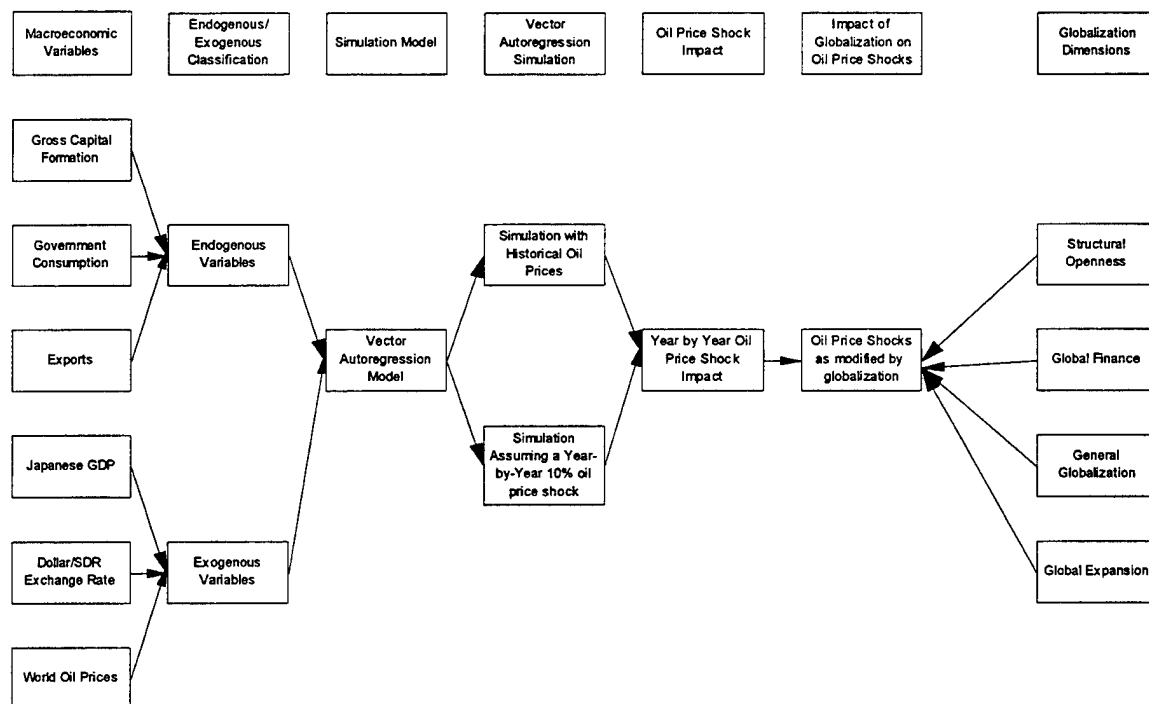 Macroeconomic
Variables
Endogenous/
Exogenous
Classification
Simulation Model
Vector
Autoregression
Simulation
Oil Price Shock
Impact
Impact of
Globalization on
Oil Price Shocks
Globalization
Dimensions
Gross Capital
Formation
Government
Consumption
Endogenous
Variables
Simulation with
Historical Oil
Prices
Structural
Openness
Exports
Vector
Autoregression
Model
Year by Year Oil
Price Shock
Impact
Oil Price Shocks
as modified by
globalization
Global Finance
Japanese GDP
Simulation
Assuming a Year-
by-Year 10% oil
price shock
General
Globalization
Dollar/SDR
Exchange Rate
Exogenous
Variables
Global Expansion
World Oil Prices